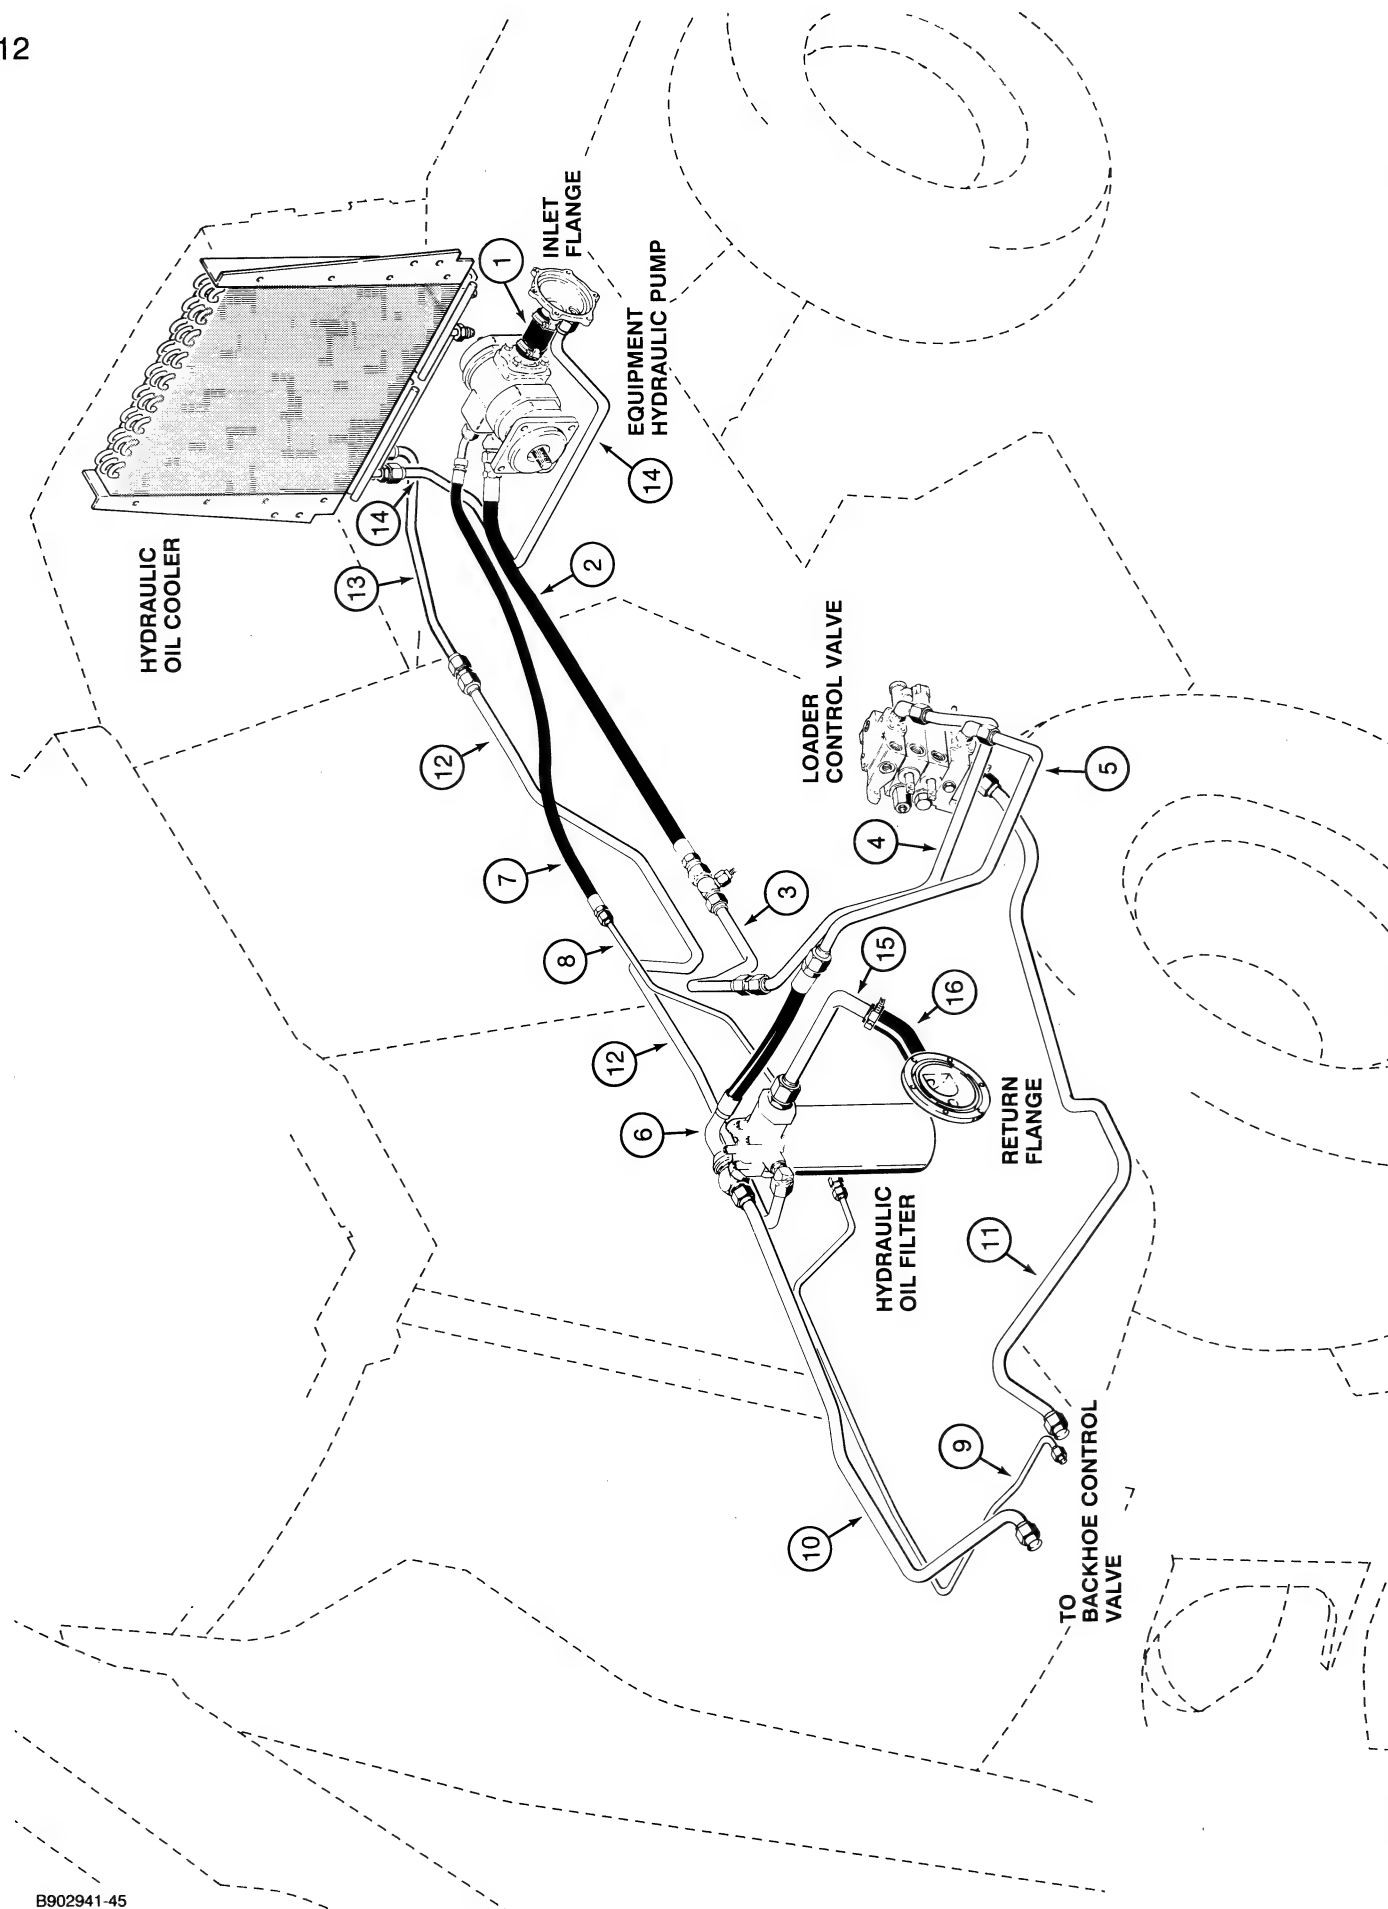 12
1
INLET
FLANGE
EQUIPMENT
HYDRAULIC PUMP
14
14
HYDRAULIC
OIL COOLER
13
2
12
LOADER
CONTROL VALVE
5
4
7
3
8
15
16
12
6
RETURN
FLANGE
HYDRAULIC
OIL FILTER
11
9
10
TO
BACKHOE CONTROL
VALVE
B902941-45